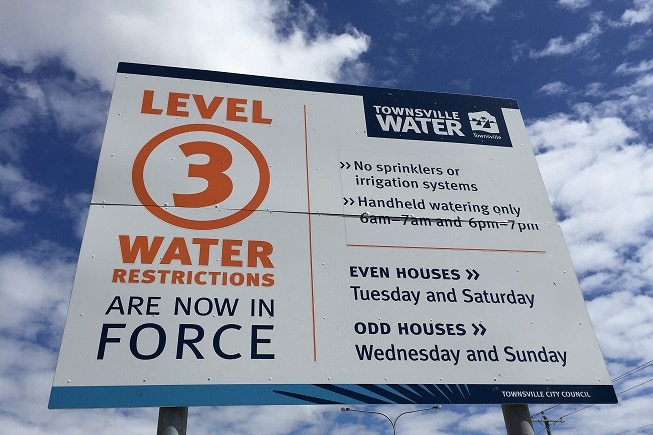 LEVEL
3
WATER
RESTRICTIONS
ARE NOW IN
FORCE
TOWNSVILLE
WATER
Townsville
›› No sprinklers or
irrigation systems
›› Handheld watering only
6am–7am and 6pm–7pm
EVEN HOUSES ››
Tuesday and Saturday
ODD HOUSES ››
Wednesday and Sunday
TOWNSVILLE CITY COUNCIL